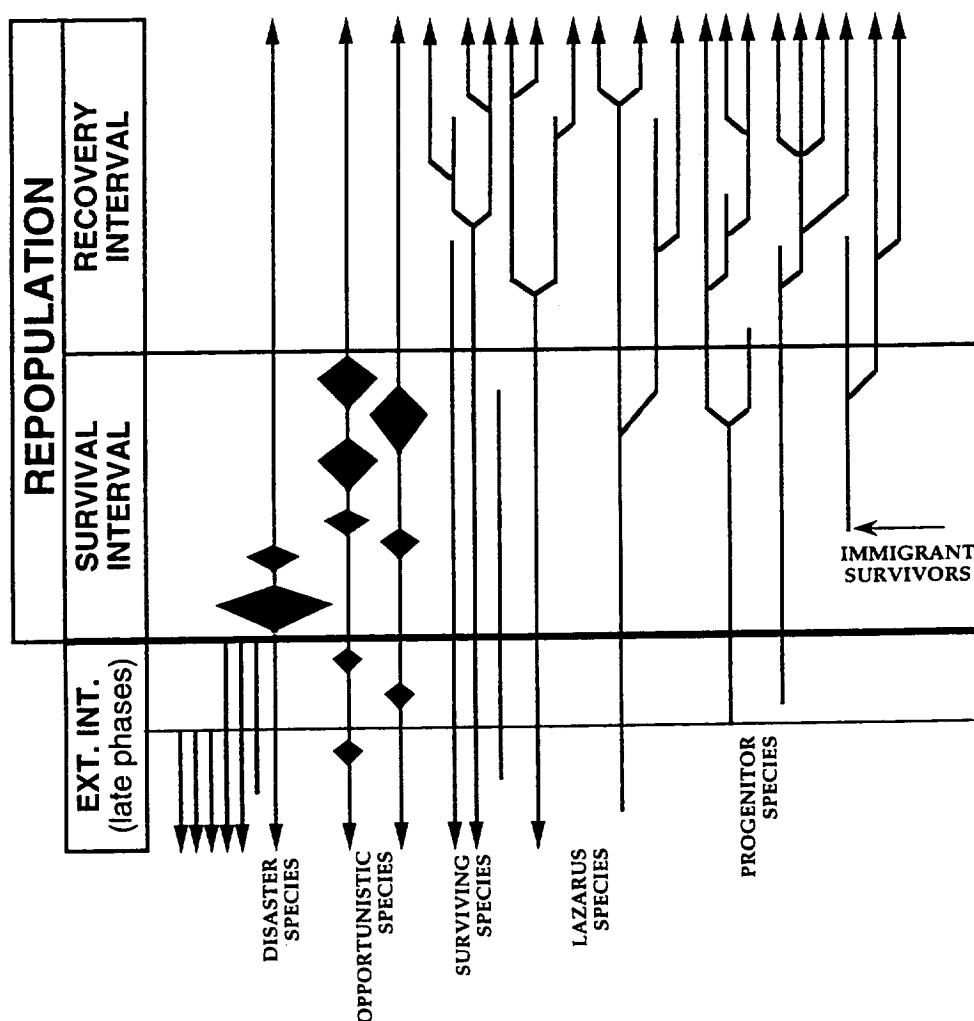 REPOPULATION
RECOVERY
INTERVAL
SURVIVAL
INTERVAL
EXT. INT.
(late phases)
IMMIGRANT
SURVIVORS
DISASTER
SPECIES
OPPORTUNISTIC
SPECIES
SURVIVING
SPECIES
LAZARUS
SPECIES
PROGENITOR
SPECIES